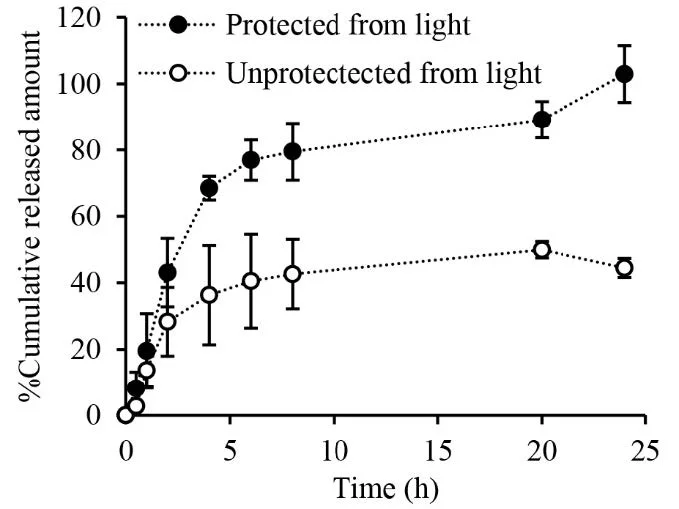 120
100
80
60
40
20
0
%Cumulative released amount
Protected from light
Unprotectected from light
0 5 10 15 20 25
Time (h)